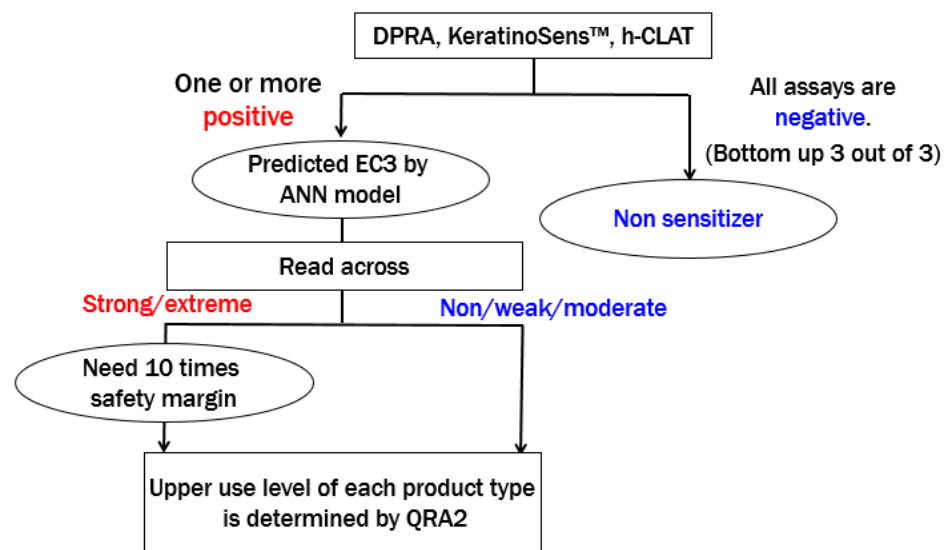 DPRA, KeratinoSens™, h-CLAT
One or more
positive
All assays are
negative.
(Bottom up 3 out of 3)
Predicted EC3 by
ANN model
Non sensitizer
Read across
Strong/extreme
Non/weak/moderate
Need 10 times
safety margin
Upper use level of each product type
is determined by QRA2